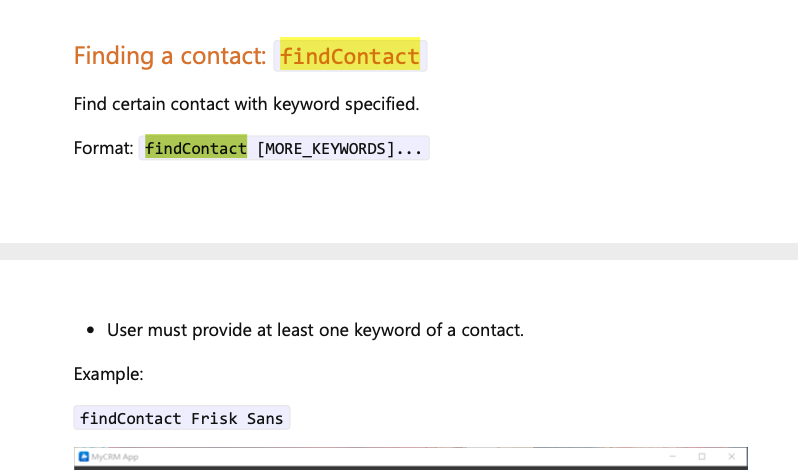 Finding a contact: findContact
Find certain contact with keyword specified.
Format: findContact [MORE_KEYWORDS]...
• User must provide at least one keyword of a contact.
Example:
findContact Frisk Sans
MyCRM App